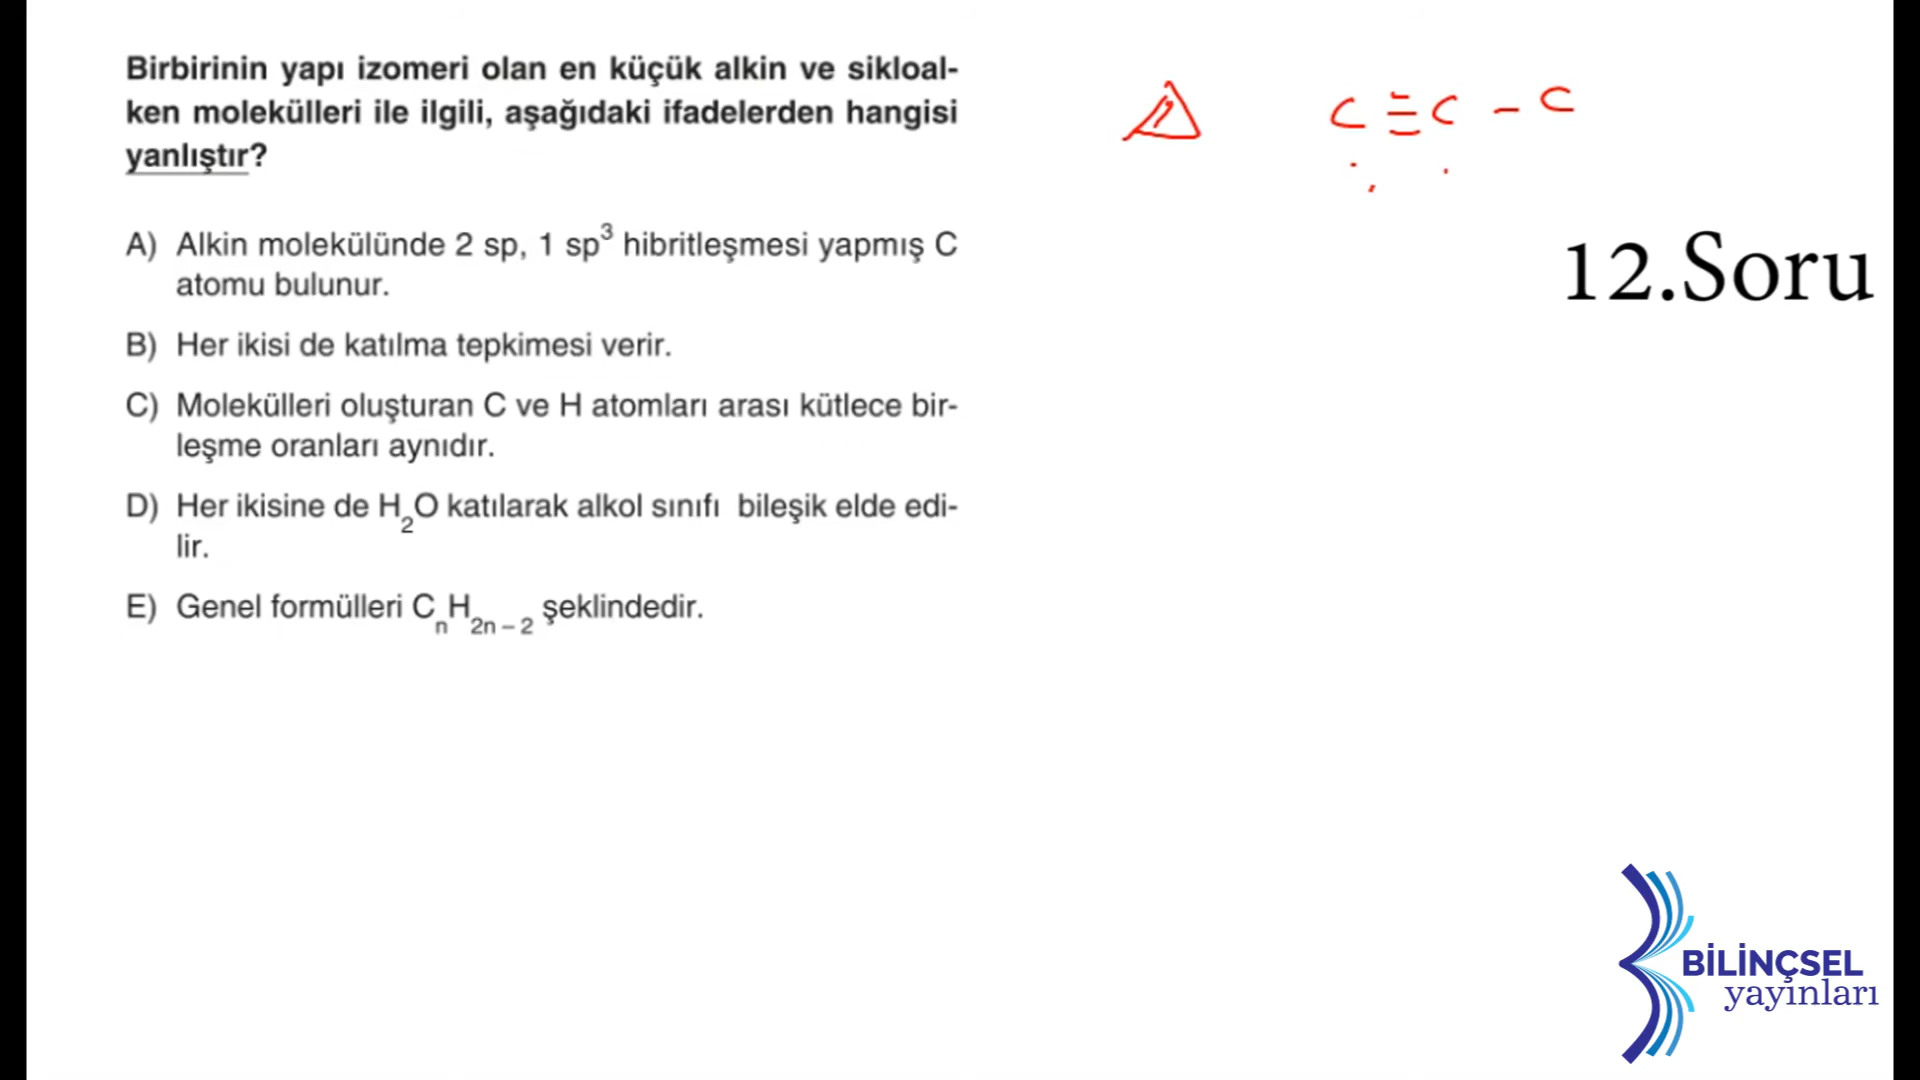 Birbirinin yapı izomeri olan en küçük alkin ve sikloal-
ken molekülleri ile ilgili, aşağıdaki ifadelerden hangisi
yanlıştır?
A) Alkin molekülünde 2 sp, 1 sp³ hibritleşmesi yapmış C
atomu bulunur.
B) Her ikisi de katılma tepkimesi verir.
C) Molekülleri oluşturan C ve H atomları arası kütlece bir-
leşme oranları aynıdır.
D) Her ikisine de H₂O katılarak alkol sınıfı bileşik elde edi-
lir.
E) Genel formülleri CₙH₂ₙ₋₂ şeklindedir.
C ≡ C - C
12.Soru
BİLİNÇSEL
yayınları